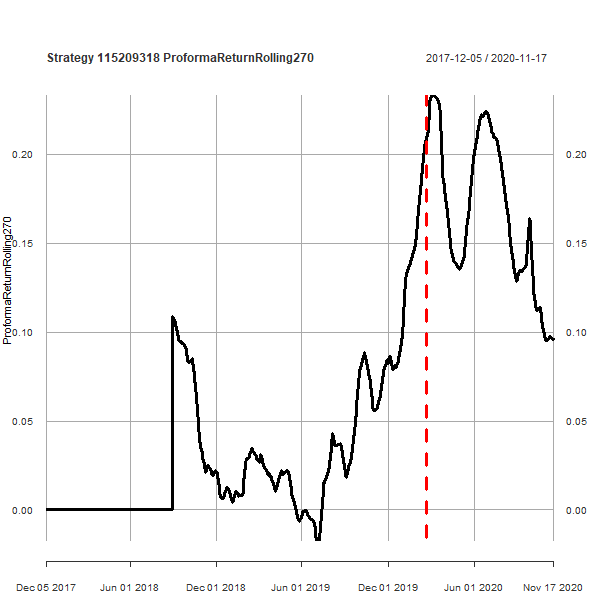 Strategy 115209318 ProformaReturnRolling270
2017-12-05 / 2020-11-17
ProformaReturnRolling270
0.20 0.20
0.15 0.15
0.10 0.10
0.05 0.05
0.00 0.00
Dec 05 2017 Jun 01 2018 Dec 01 2018 Jun 01 2019 Dec 01 2019 Jun 01 2020 Nov 17 2020